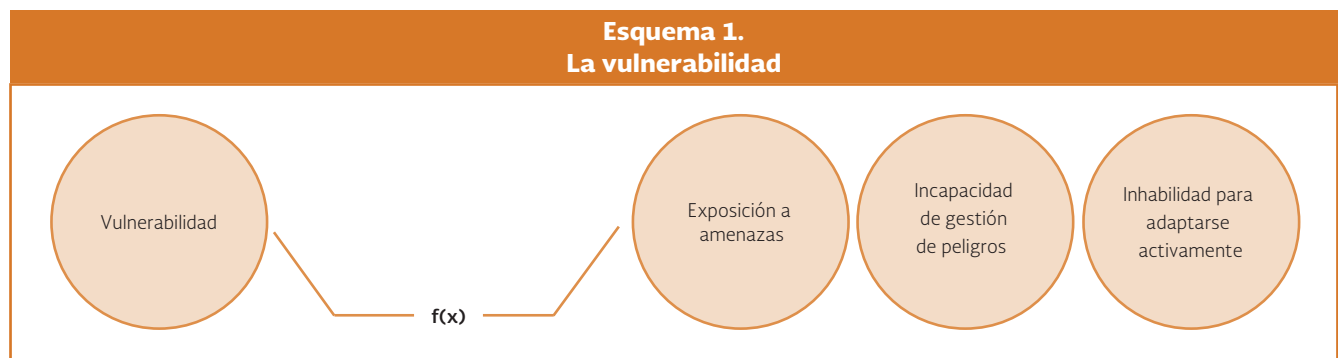 Esquema 1.
La vulnerabilidad
Vulnerabilidad
f(x)
Exposición a
amenazas
Incapacidad
de gestión
de peligros
Inhabilidad para
adaptarse
activamente